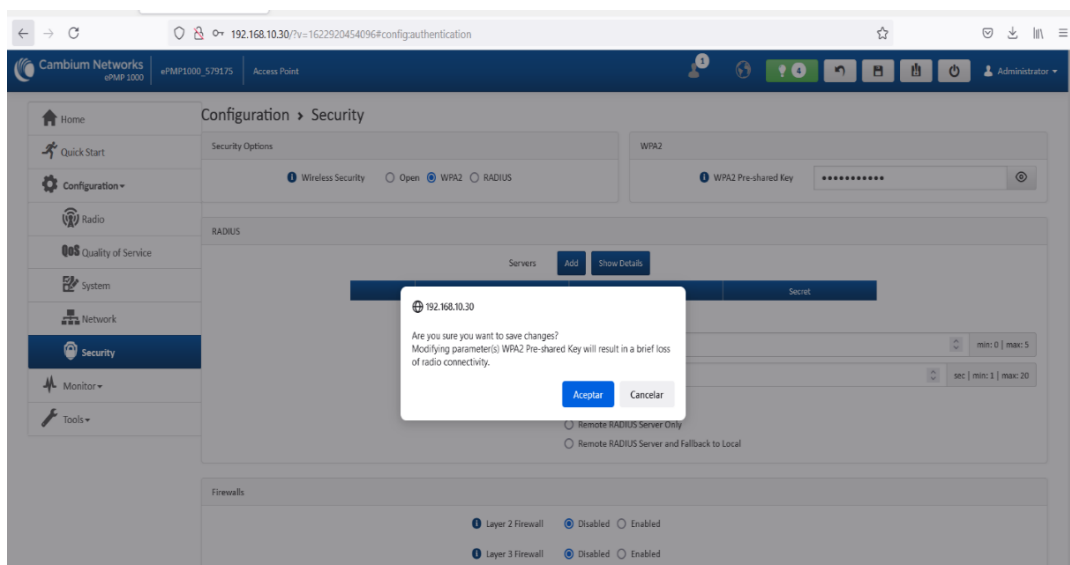 192.168.10.30/?v=1622920454096#config:authentication
Cambium Networks
ePMP 1000
ePMP1000_579175
Access Point
1
4
Administrator
Home
Quick Start
Configuration
Radio
QoS Quality of Service
System
Network
Security
Monitor
Tools
Configuration › Security
Security Options
Wireless Security
Open
WPA2
RADIUS
WPA2
WPA2 Pre-shared Key
•••••••••••
RADIUS
Servers
Add
Show Details
Secret
min: 0 | max: 5
sec | min: 1 | max: 20
192.168.10.30
Are you sure you want to save changes?
Modifying parameter(s) WPA2 Pre-shared Key will result in a brief loss
of radio connectivity.
Aceptar
Cancelar
Remote RADIUS Server Only
Remote RADIUS Server and Fallback to Local
Firewalls
Layer 2 Firewall
Disabled
Enabled
Layer 3 Firewall
Disabled
Enabled